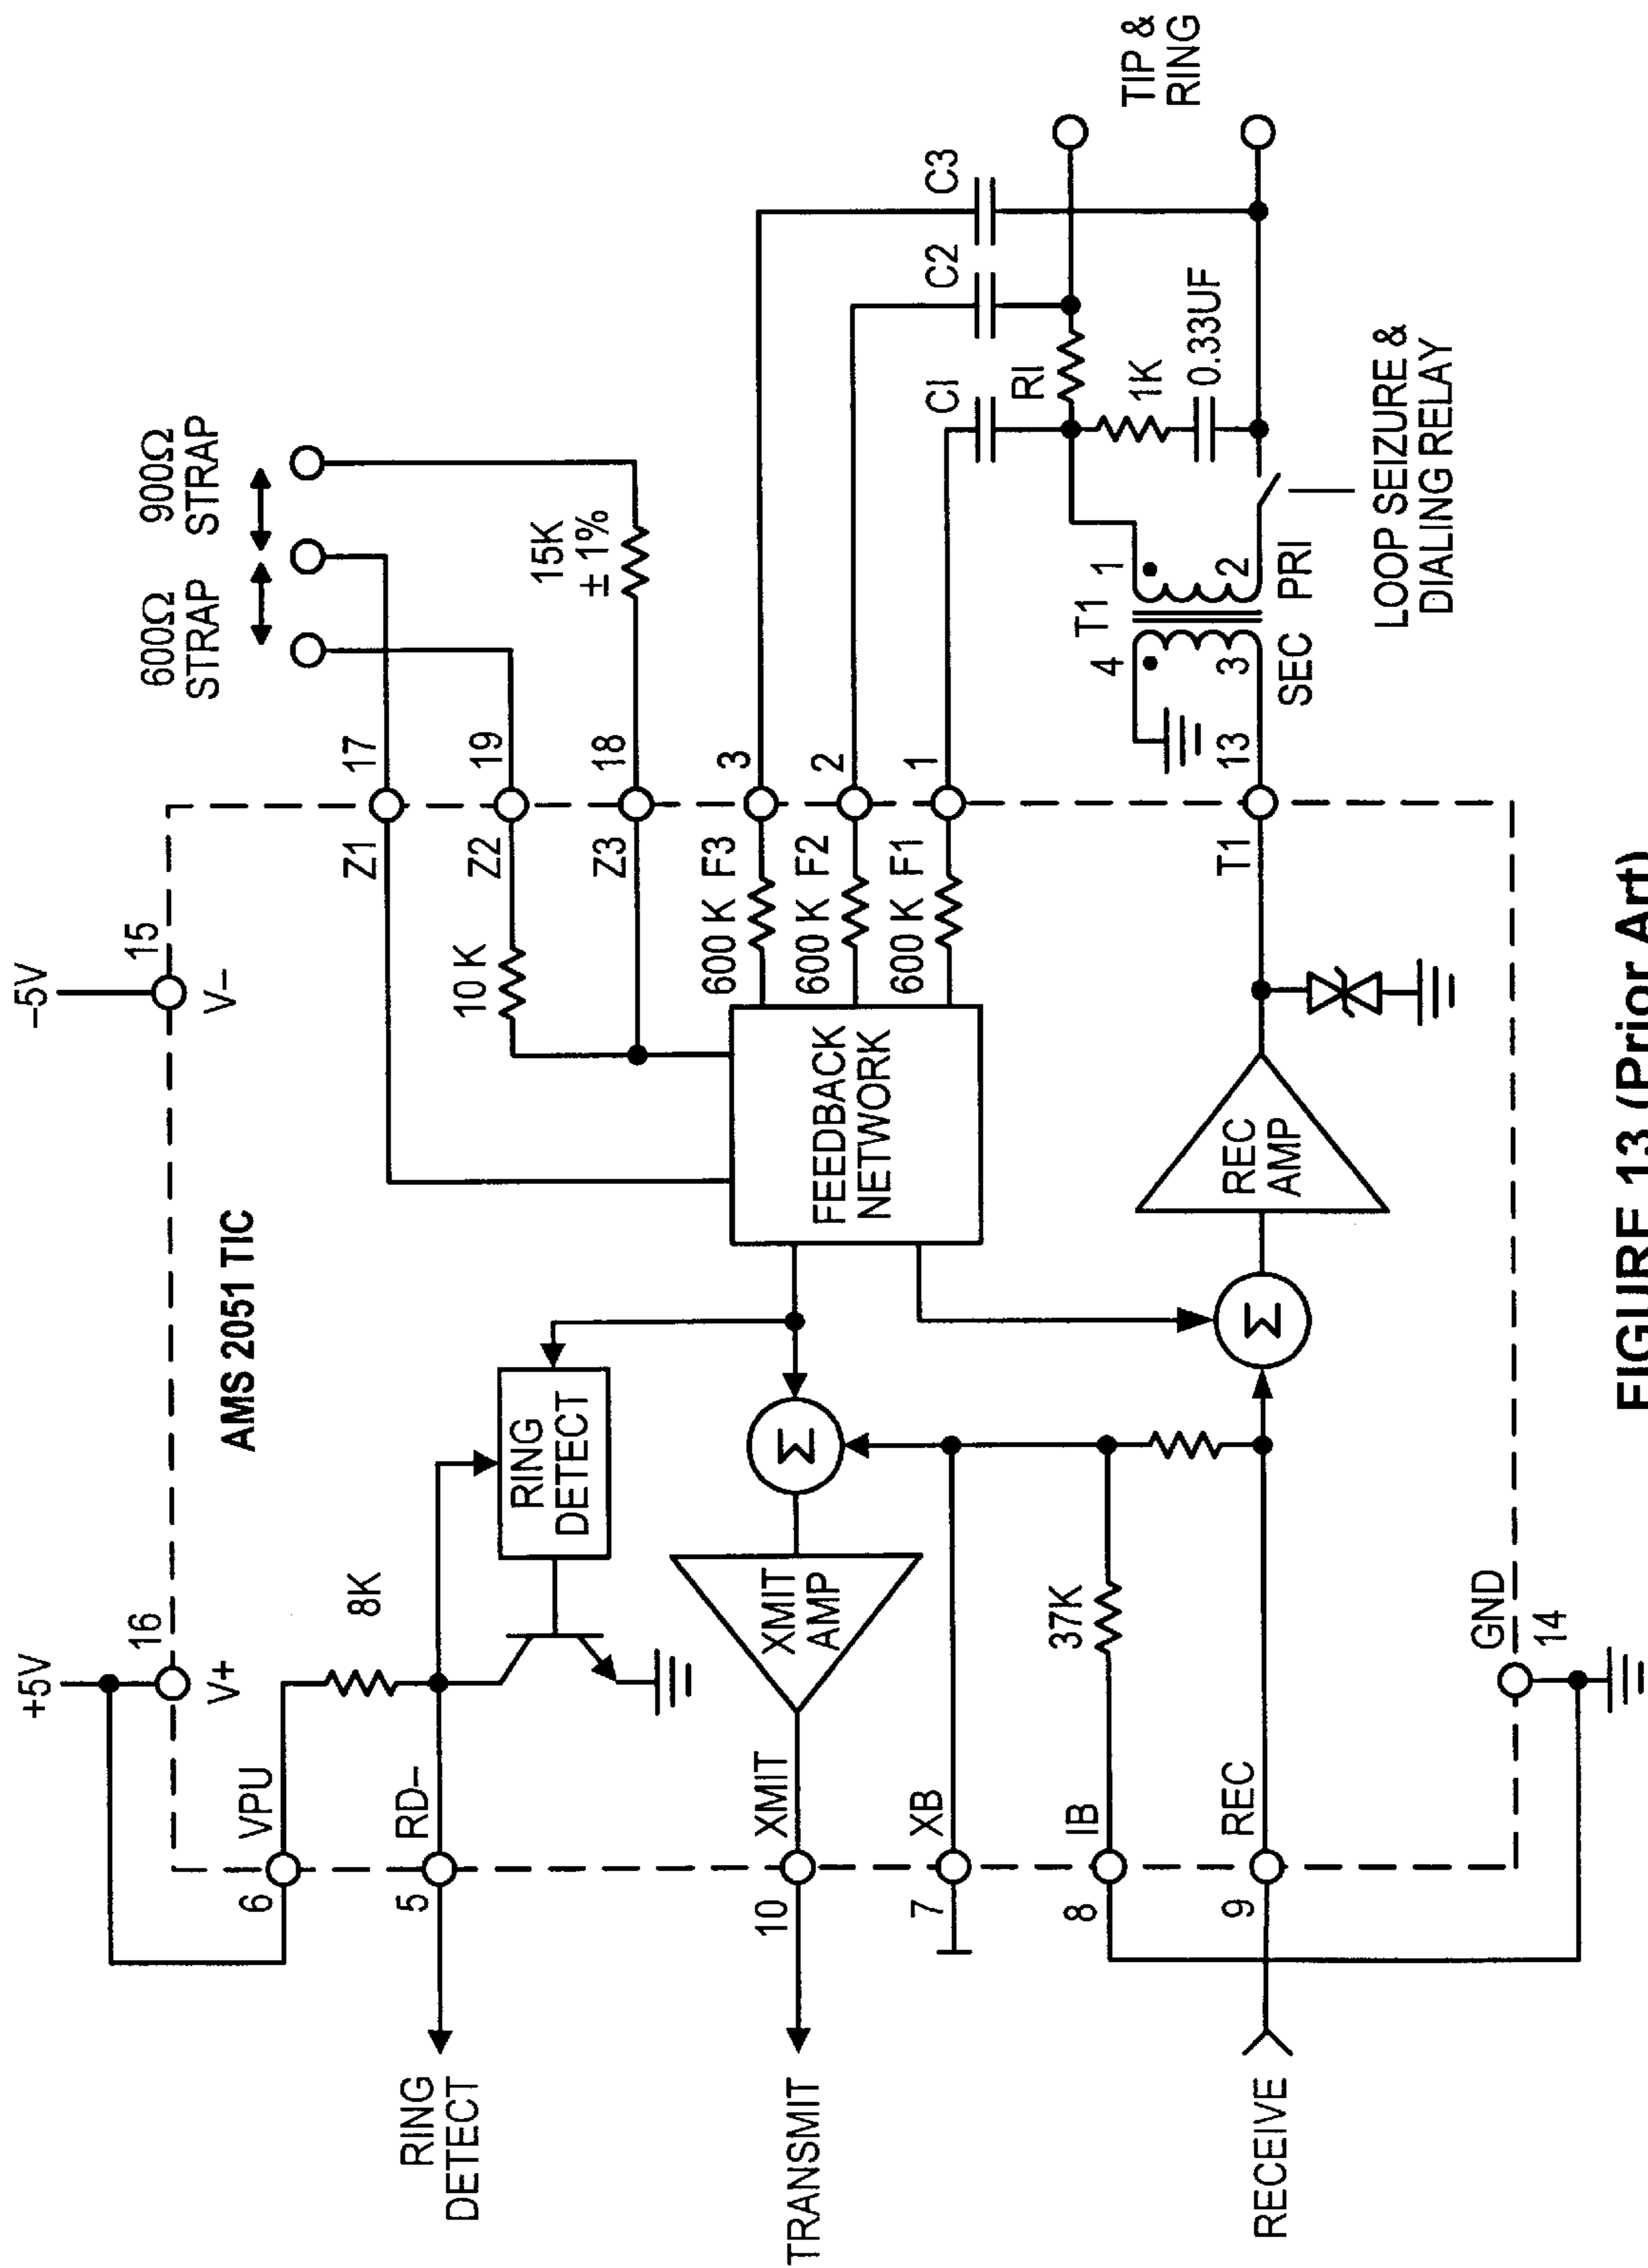 +5V
16
V+
-5V
15
V–
AMS 2051 TIC
600Ω
STRAP
900Ω
STRAP
6
VPU
8K
RING
DETECT
5
RD–
RING
DETECT
Z1
17
10 K
Z2
19
Z3
18
15K
± 1%
TRANSMIT
10
XMIT
XMIT
AMP
Σ
FEEDBACK
NETWORK
600 K
F3
3
600 K
F2
2
600 K
F1
1
C3
C2
CI
RI
1K
0.33UF
TIP &
RING
7
XB
8
IB
37K
RECEIVE
9
REC
Σ
REC
AMP
T1
13
T1
4
3
SEC
1
2
PRI
LOOP SEIZURE &
DIALING RELAY
GND
14
FIGURE 13 (Prior Art)